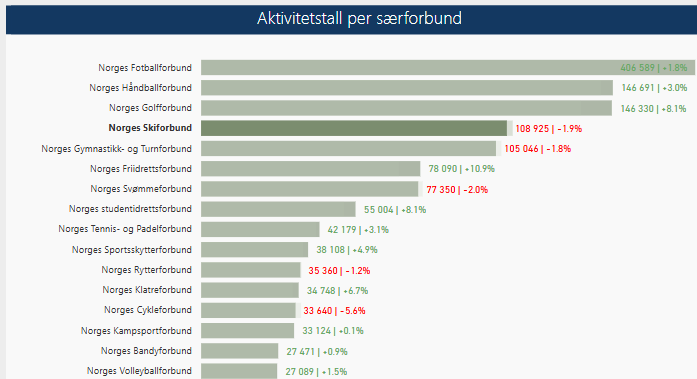 Aktivitetstall per særforbund
Norges Fotballforbund 406 589 | +1.8%
Norges Håndballforbund 146 691 | +3.0%
Norges Golfforbund 146 330 | +8.1%
Norges Skiforbund 108 925 | -1.9%
Norges Gymnastikk- og Turnforbund 105 046 | -1.8%
Norges Friidrettsforbund 78 090 | +10.9%
Norges Svømmeforbund 77 350 | -2.0%
Norges studentidrettsforbund 55 004 | +8.1%
Norges Tennis- og Padelforbund 42 179 | +3.1%
Norges Sportsskytterforbund 38 108 | +4.9%
Norges Rytterforbund 35 360 | -1.2%
Norges Klatreforbund 34 748 | +6.7%
Norges Cykleforbund 33 640 | -5.6%
Norges Kampsportforbund 33 124 | +0.1%
Norges Bandyforbund 27 471 | +0.9%
Norges Volleyballforbund 27 089 | +1.5%